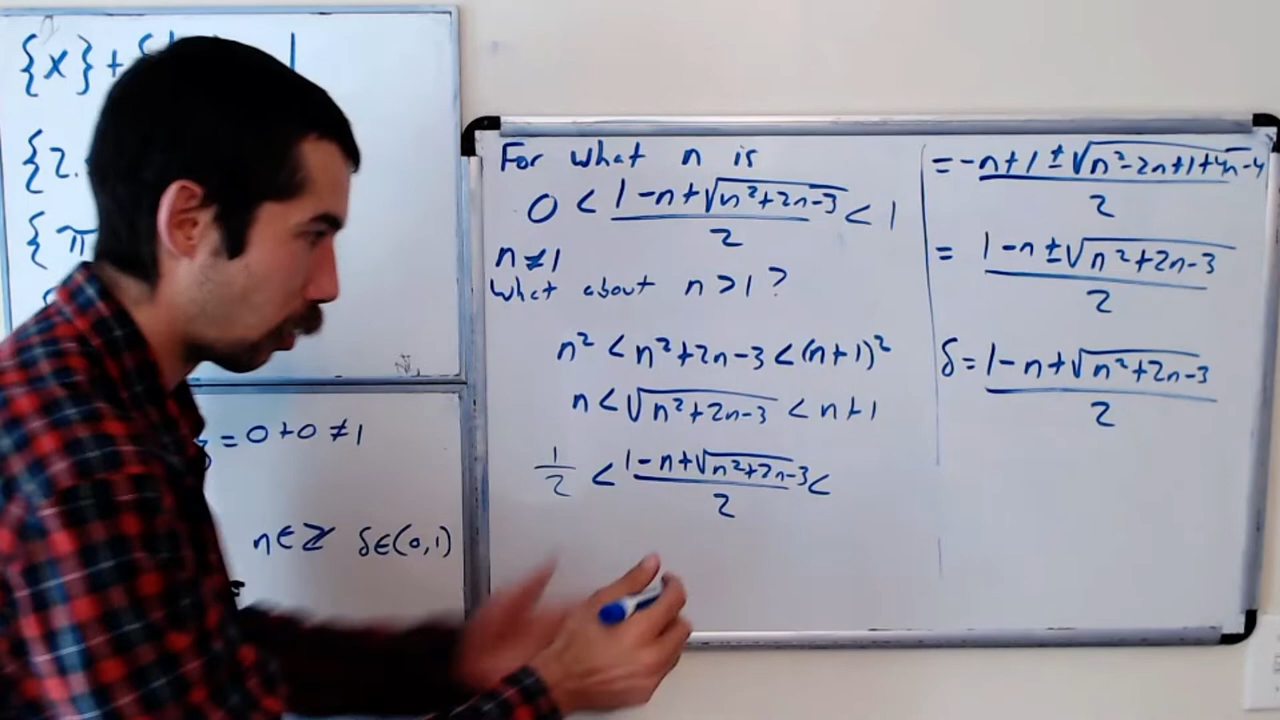 {x}+{
{2.
{π
= 0+0 ≠ 1
n∈ℤ δ∈(0,1)
For what n is
0 < (1-n+√(n²+2n-3))/2 < 1
n≠1
What about n>1?
n² < n²+2n-3 < (n+1)²
n < √(n²+2n-3) < n+1
1/2 < (1-n+√(n²+2n-3))/2 <
= (-n+1±√(n²-2n+1+4n-4))/2
= (1-n±√(n²+2n-3))/2
δ = (1-n+√(n²+2n-3))/2